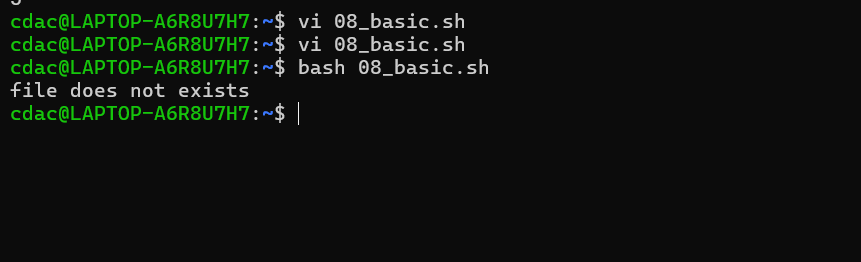 cdac@LAPTOP-A6R8U7H7:~$ vi 08_basic.sh
cdac@LAPTOP-A6R8U7H7:~$ vi 08_basic.sh
cdac@LAPTOP-A6R8U7H7:~$ bash 08_basic.sh
file does not exists
cdac@LAPTOP-A6R8U7H7:~$